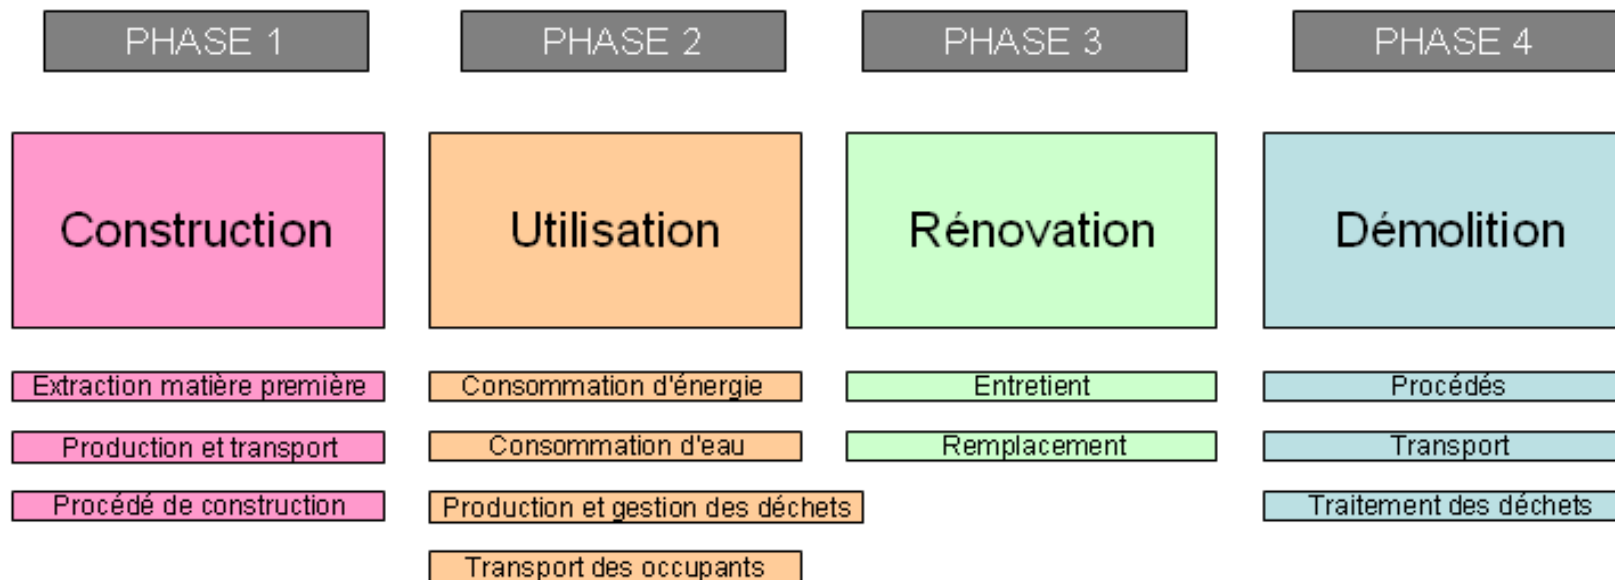 PHASE 1
PHASE 2
PHASE 3
PHASE 4
Construction
Utilisation
Rénovation
Démolition
Extraction matière première
Consommation d'énergie
Entretient
Procédés
Production et transport
Consommation d'eau
Remplacement
Transport
Procédé de construction
Production et gestion des déchets
Traitement des déchets
Transport des occupants